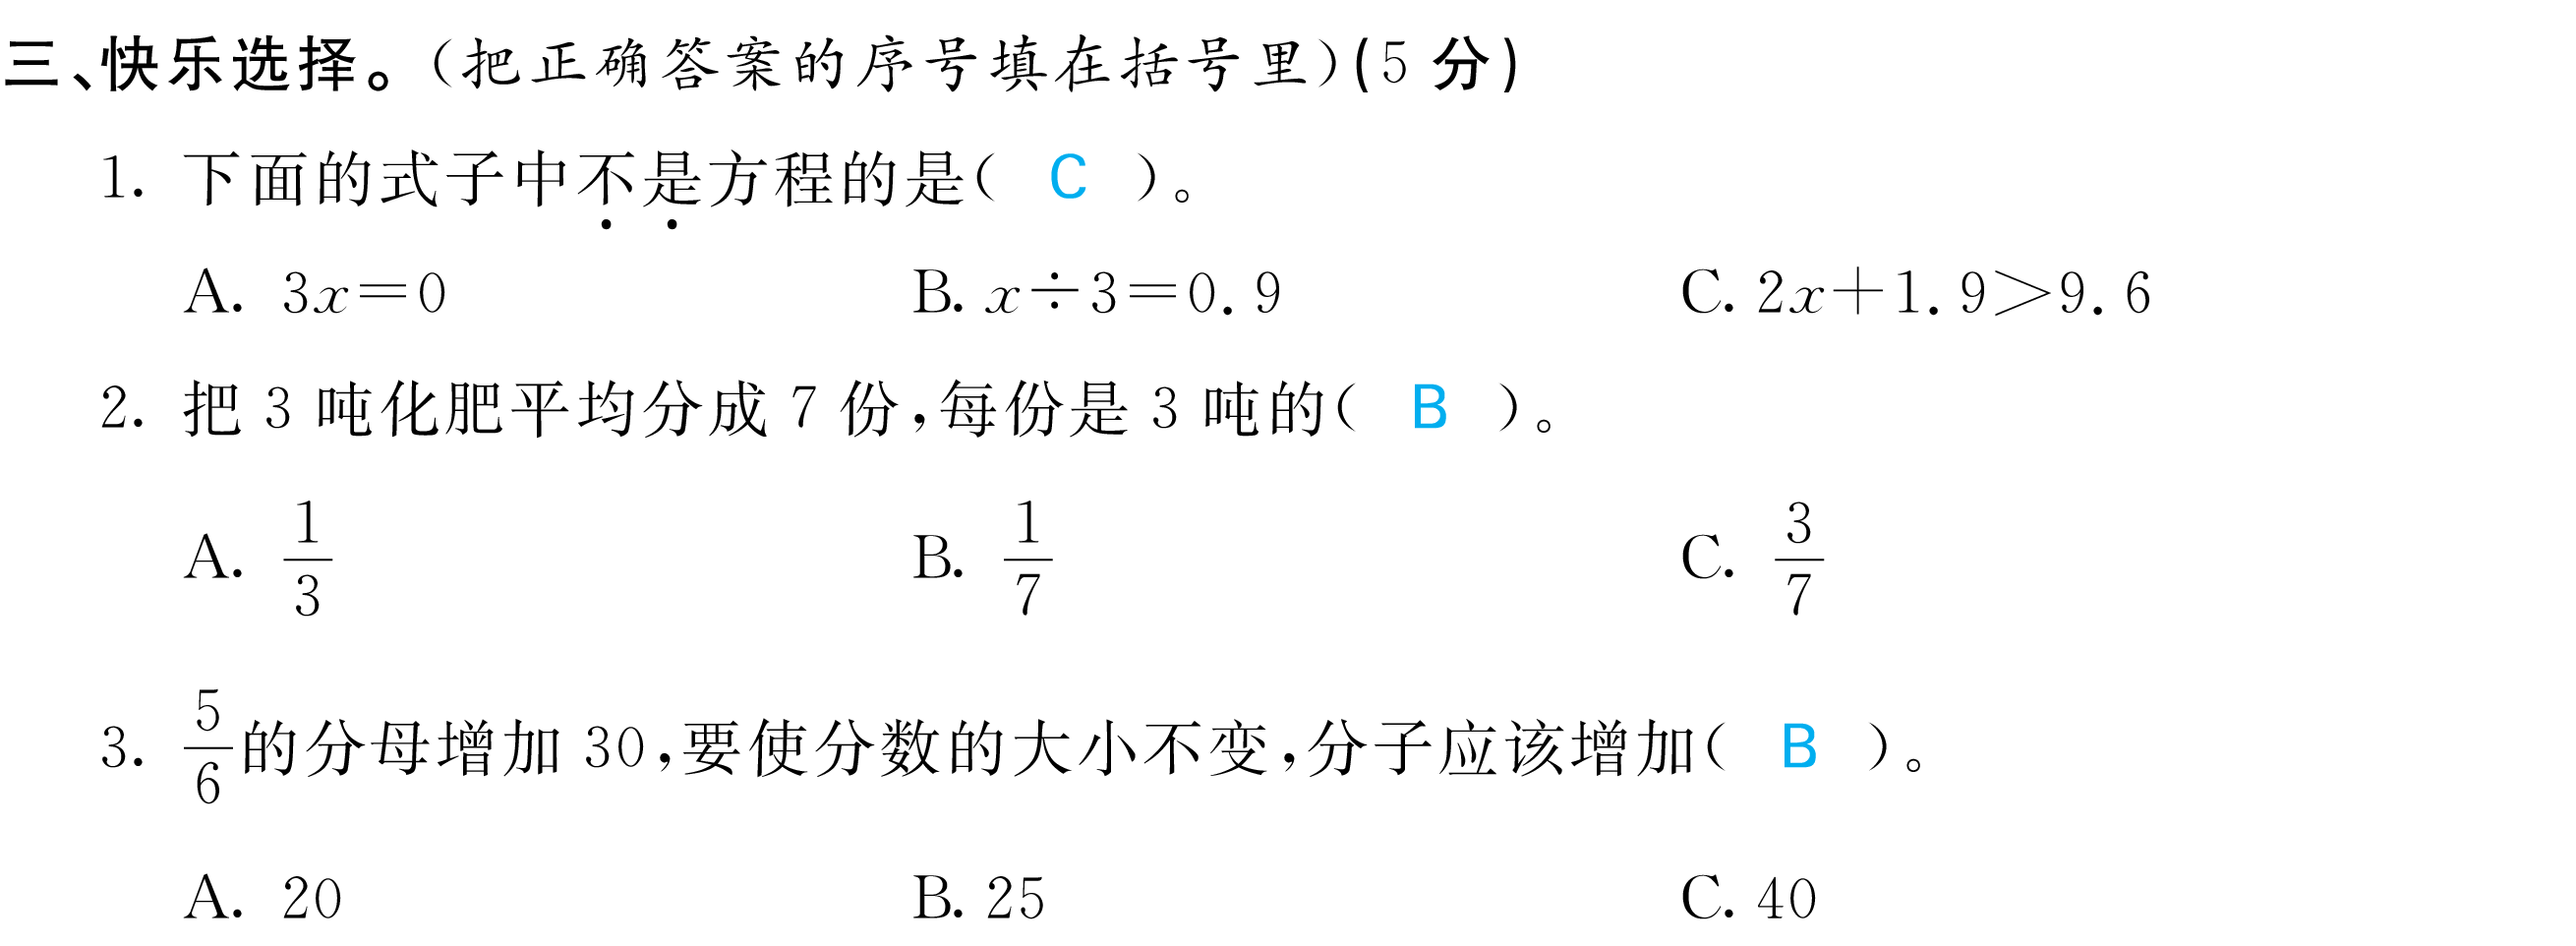 三、快乐选择。(把正确答案的序号填在括号里)(5 分)
1. 下面的式子中不是方程的是( C )。
A. 3x=0 B. x÷3=0.9 C. 2x+1.9>9.6
2. 把 3 吨化肥平均分成 7 份,每份是 3 吨的( B )。
A. 1/3 B. 1/7 C. 3/7
3. 5/6的分母增加 30,要使分数的大小不变,分子应该增加( B )。
A. 20 B. 25 C. 40